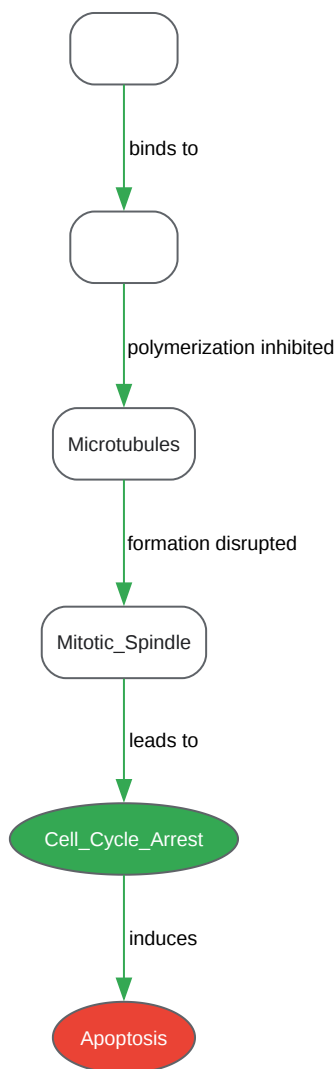 binds to
polymerization inhibited
Microtubules
formation disrupted
Mitotic_Spindle
leads to
Cell_Cycle_Arrest
induces
Apoptosis